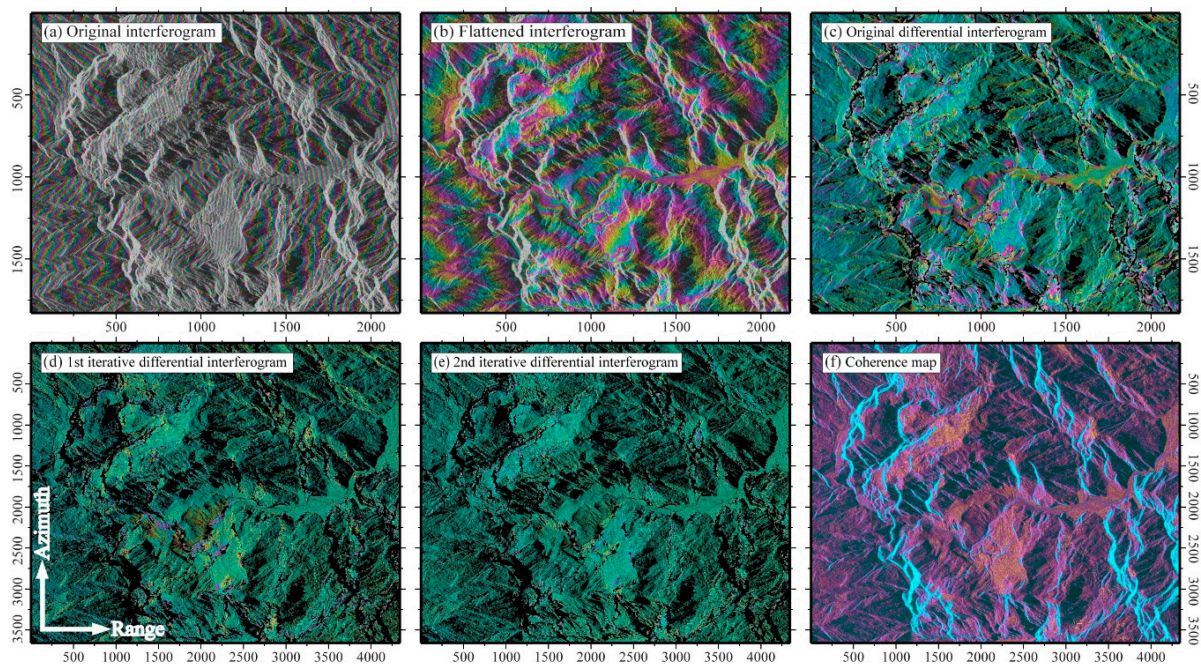 (a) Original interferogram
(b) Flattened interferogram
(c) Original differential interferogram
500
1000
1500
500
1000
1500
500 1000 1500 2000
500 1000 1500 2000
500 1000 1500 2000
(d) 1st iterative differential interferogram
(e) 2nd iterative differential interferogram
(f) Coherence map
500
1000
1500
2000
2500
3000
3500
Azimuth
Range
500
1000
1500
2000
2500
3000
3500
500 1000 1500 2000 2500 3000 3500 4000
500 1000 1500 2000 2500 3000 3500 4000
500 1000 1500 2000 2500 3000 3500 4000